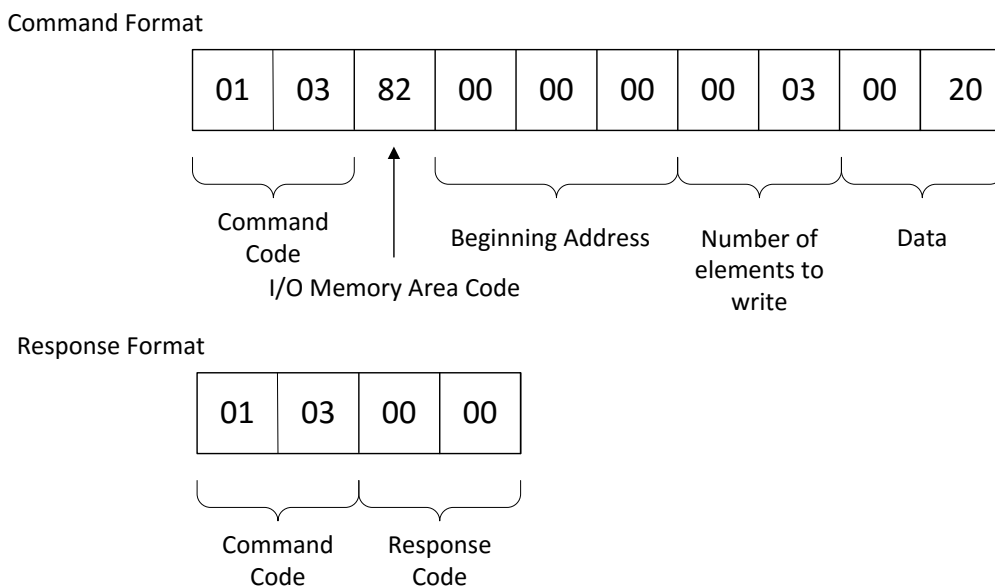 Command Format
01 03 82 00 00 00 00 03 00 20
Command
Code
I/O Memory Area Code
Beginning Address
Number of
elements to
write
Data
Response Format
01 03 00 00
Command
Code
Response
Code